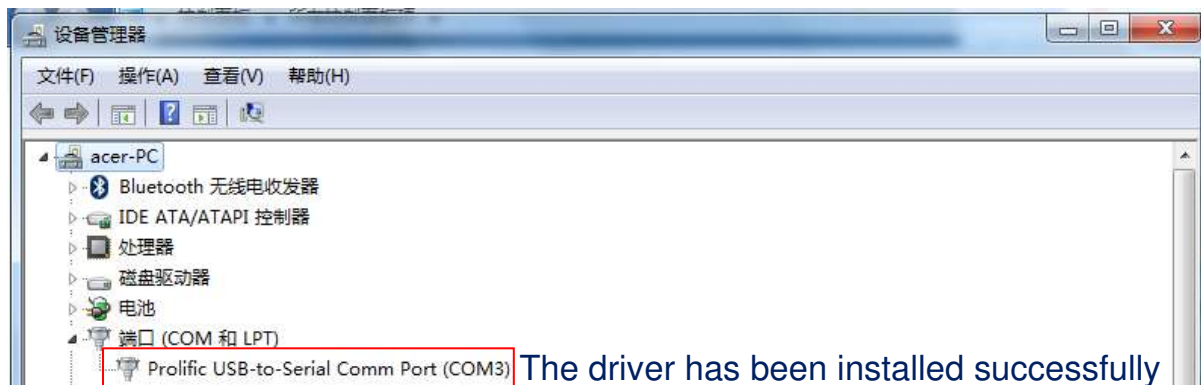 设备管理器
文件(F) 操作(A) 查看(V) 帮助(H)
acer-PC
Bluetooth 无线电收发器
IDE ATA/ATAPI 控制器
处理器
磁盘驱动器
电池
端口 (COM 和 LPT)
Prolific USB-to-Serial Comm Port (COM3) The driver has been installed successfully